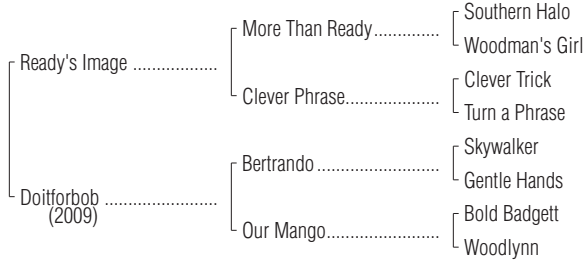 Southern Halo
More Than Ready..............
Woodman's Girl
Ready's Image ..................
Clever Trick
Clever Phrase....................
Turn a Phrase
Skywalker
Bertrando ..........................
Gentle Hands
Doitforbob ........................
(2009)
Bold Badgett
Our Mango........................
Woodlynn